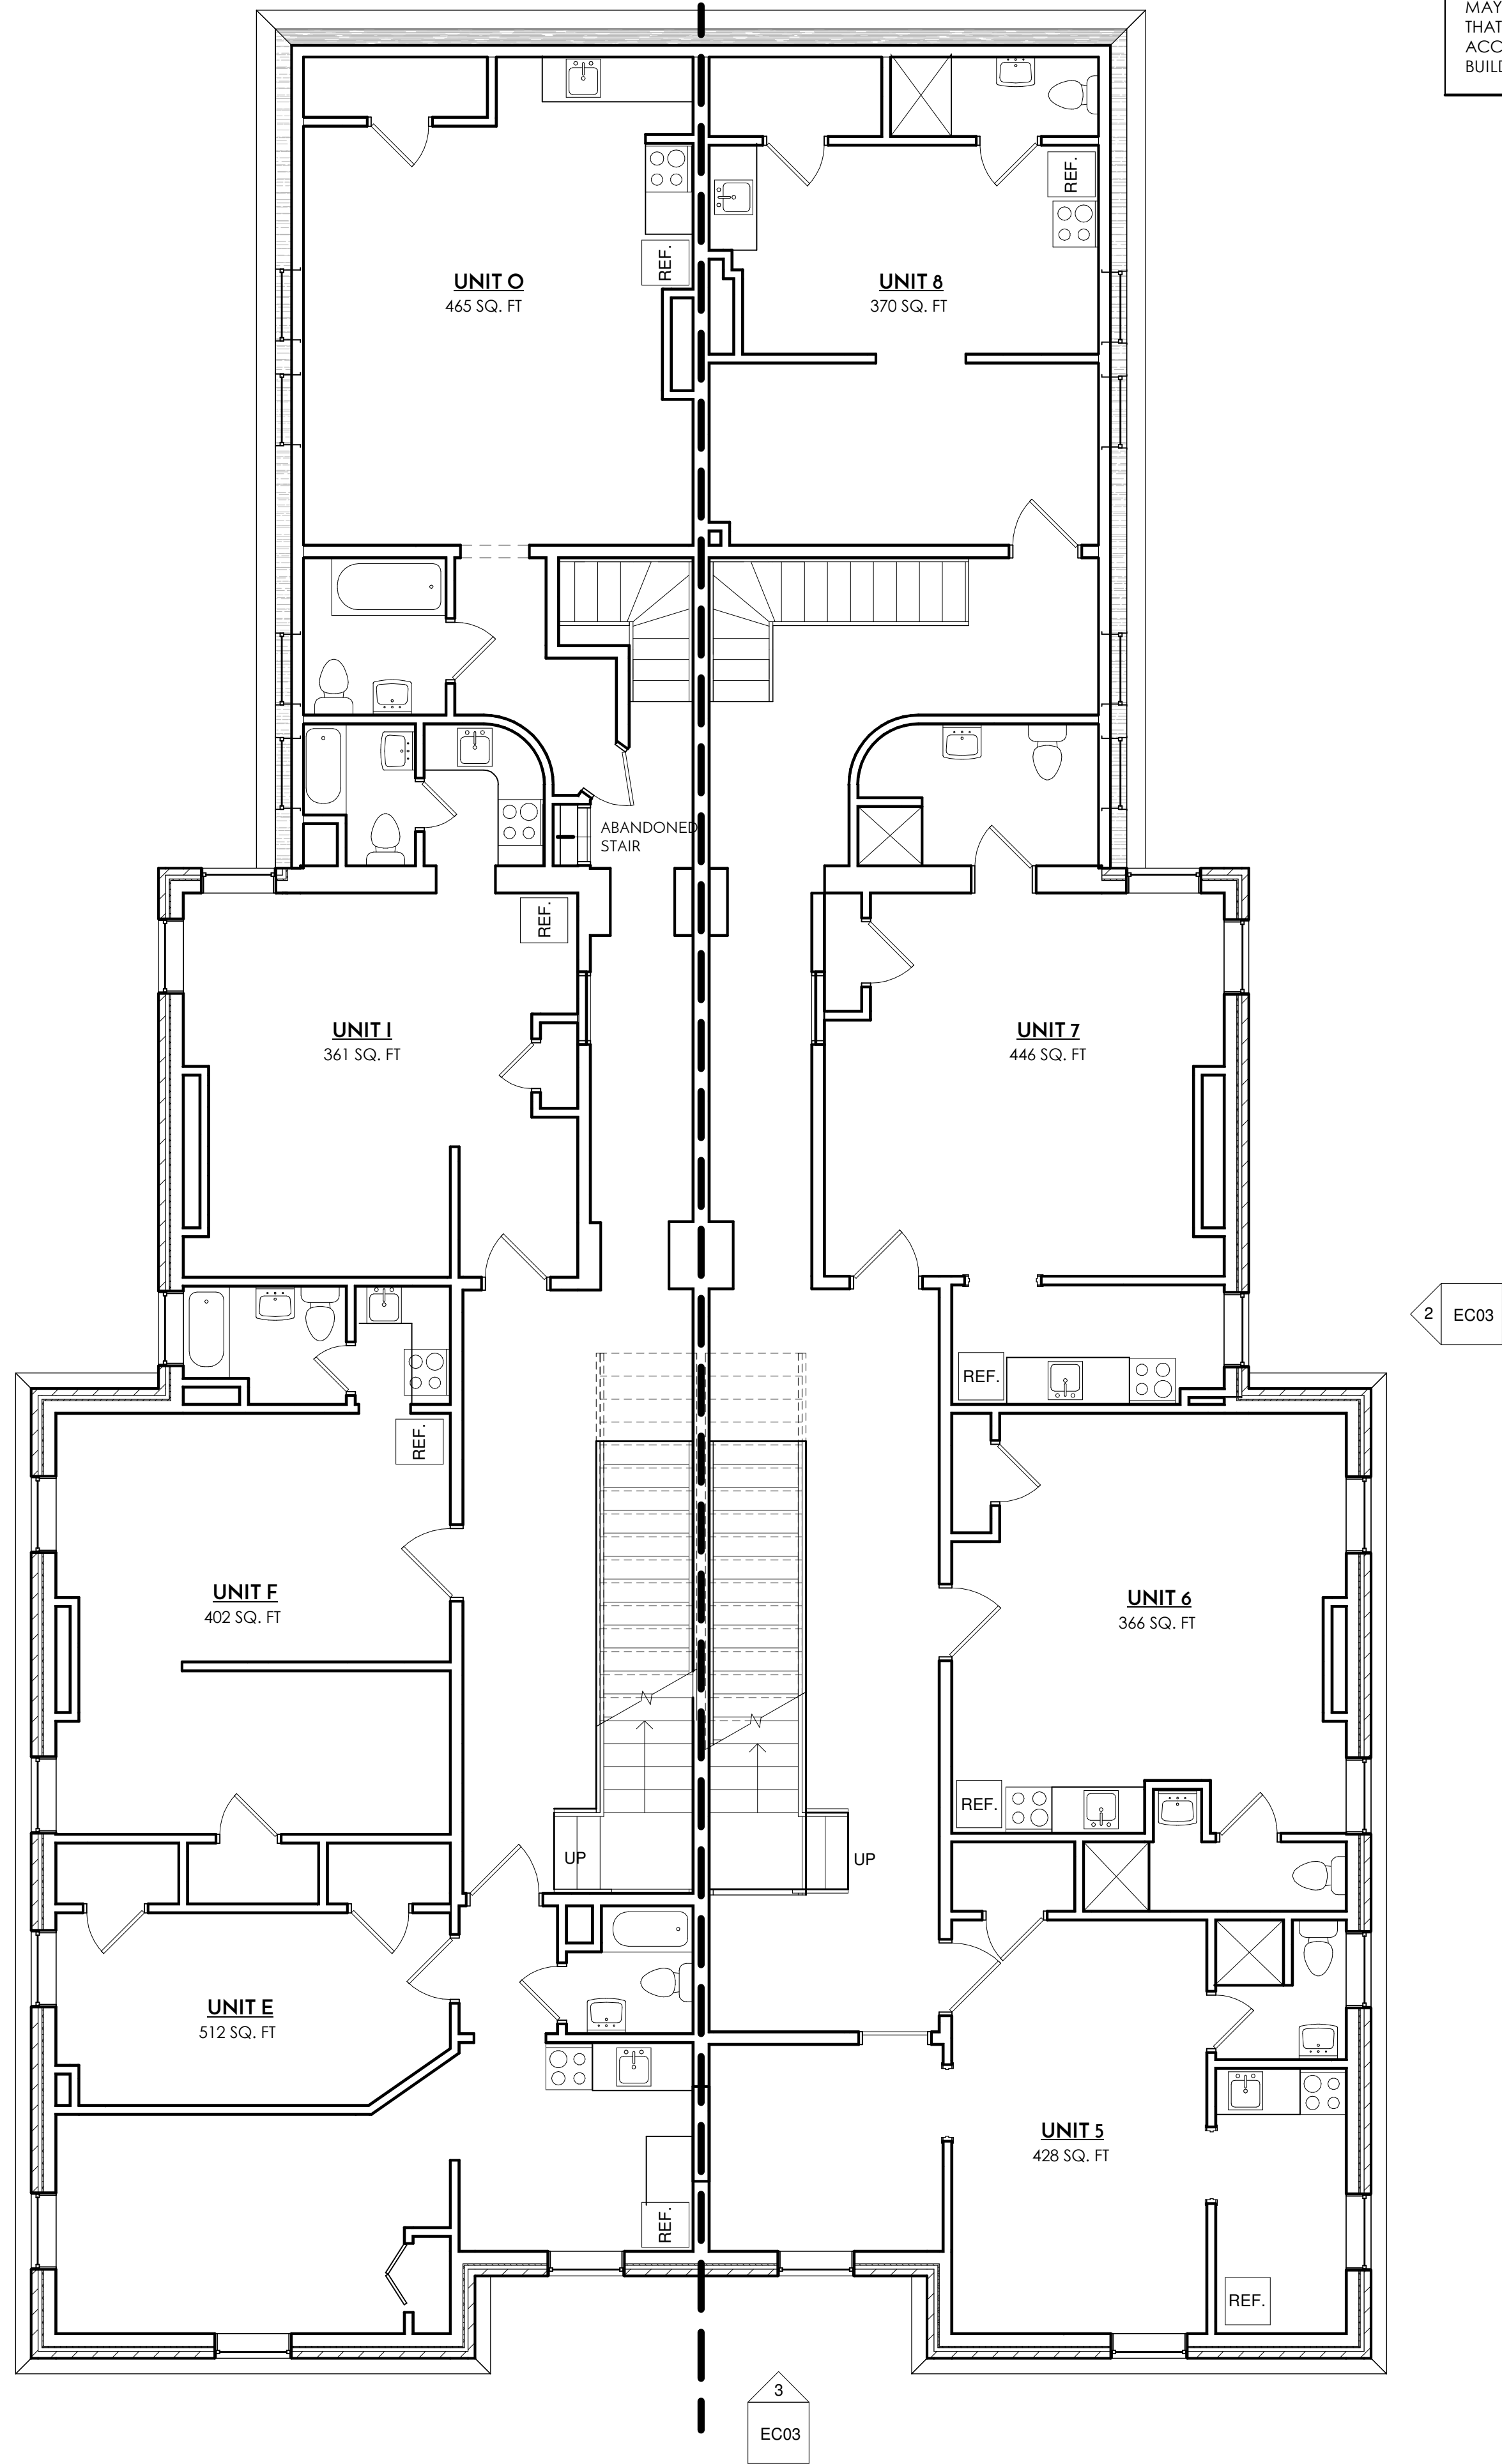 MAY
THAT
ACCO
BUILD
REF.
UNIT O
465 SQ. FT
REF.
UNIT 8
370 SQ. FT
ABANDONED
STAIR
REF.
UNIT I
361 SQ. FT
UNIT 7
446 SQ. FT
2
EC03
REF.
REF.
UNIT F
402 SQ. FT
UNIT 6
366 SQ. FT
REF.
UP
UP
UNIT E
512 SQ. FT
UNIT 5
428 SQ. FT
REF.
REF.
3
EC03